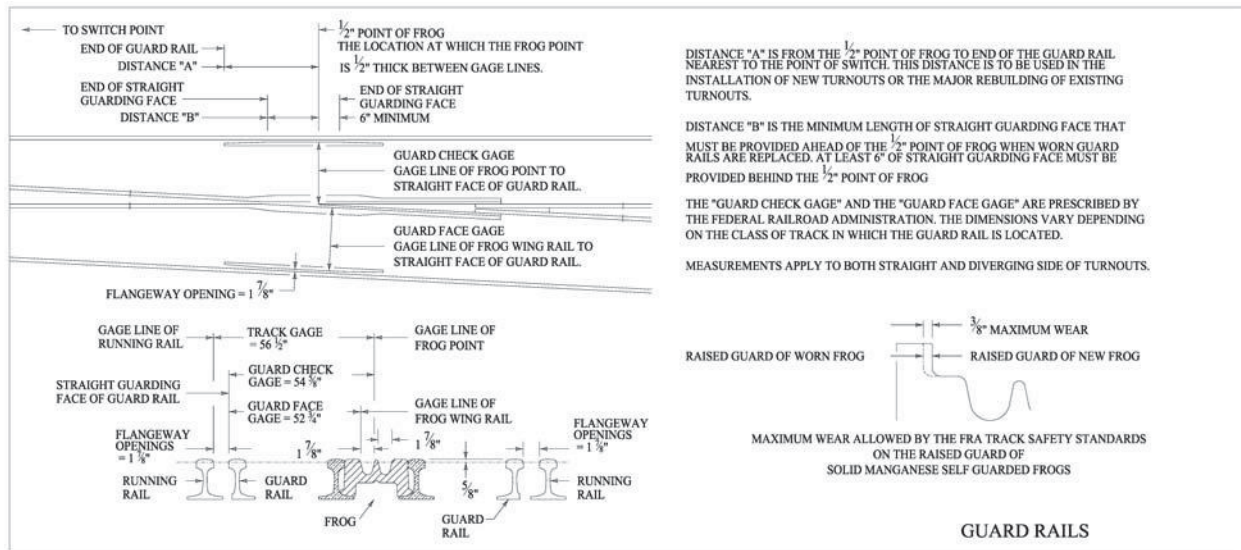 TO SWITCH POINT
END OF GUARD RAIL
DISTANCE "A"
END OF STRAIGHT
GUARDING FACE
DISTANCE "B"
1/2" POINT OF FROG
THE LOCATION AT WHICH THE FROG POINT
IS 1/2" THICK BETWEEN GAGE LINES.
END OF STRAIGHT
GUARDING FACE
6" MINIMUM
GUARD CHECK GAGE
GAGE LINE OF FROG POINT TO
STRAIGHT FACE OF GUARD RAIL.
GUARD FACE GAGE
GAGE LINE OF FROG WING RAIL TO
STRAIGHT FACE OF GUARD RAIL.
FLANGEWAY OPENING = 1 7/8"
GAGE LINE OF
RUNNING RAIL
TRACK GAGE
= 56 1/2"
GAGE LINE OF
FROG POINT
GUARD CHECK
GAGE = 54 5/8"
STRAIGHT GUARDING
FACE OF GUARD RAIL
GUARD FACE
GAGE = 52 3/4"
GAGE LINE OF
FROG WING RAIL
FLANGEWAY
OPENINGS
= 1 7/8"
1 7/8"
1 7/8"
FLANGEWAY
OPENINGS
= 1 7/8"
RUNNING
RAIL
GUARD
RAIL
FROG
5/8"
GUARD
RAIL
RUNNING
RAIL
DISTANCE "A" IS FROM THE 1/2" POINT OF FROG TO END OF THE GUARD RAIL
NEAREST TO THE POINT OF SWITCH. THIS DISTANCE IS TO BE USED IN THE
INSTALLATION OF NEW TURNOUTS OR THE MAJOR REBUILDING OF EXISTING
TURNOUTS.
DISTANCE "B" IS THE MINIMUM LENGTH OF STRAIGHT GUARDING FACE THAT
MUST BE PROVIDED AHEAD OF THE 1/2" POINT OF FROG WHEN WORN GUARD
RAILS ARE REPLACED. AT LEAST 6" OF STRAIGHT GUARDING FACE MUST BE
PROVIDED BEHIND THE 1/2" POINT OF FROG
THE "GUARD CHECK GAGE" AND THE "GUARD FACE GAGE" ARE PRESCRIBED BY
THE FEDERAL RAILROAD ADMINISTRATION. THE DIMENSIONS VARY DEPENDING
ON THE CLASS OF TRACK IN WHICH THE GUARD RAIL IS LOCATED.
MEASUREMENTS APPLY TO BOTH STRAIGHT AND DIVERGING SIDE OF TURNOUTS.
3/8" MAXIMUM WEAR
RAISED GUARD OF WORN FROG
RAISED GUARD OF NEW FROG
MAXIMUM WEAR ALLOWED BY THE FRA TRACK SAFETY STANDARDS
ON THE RAISED GUARD OF
SOLID MANGANESE SELF GUARDED FROGS
GUARD RAILS